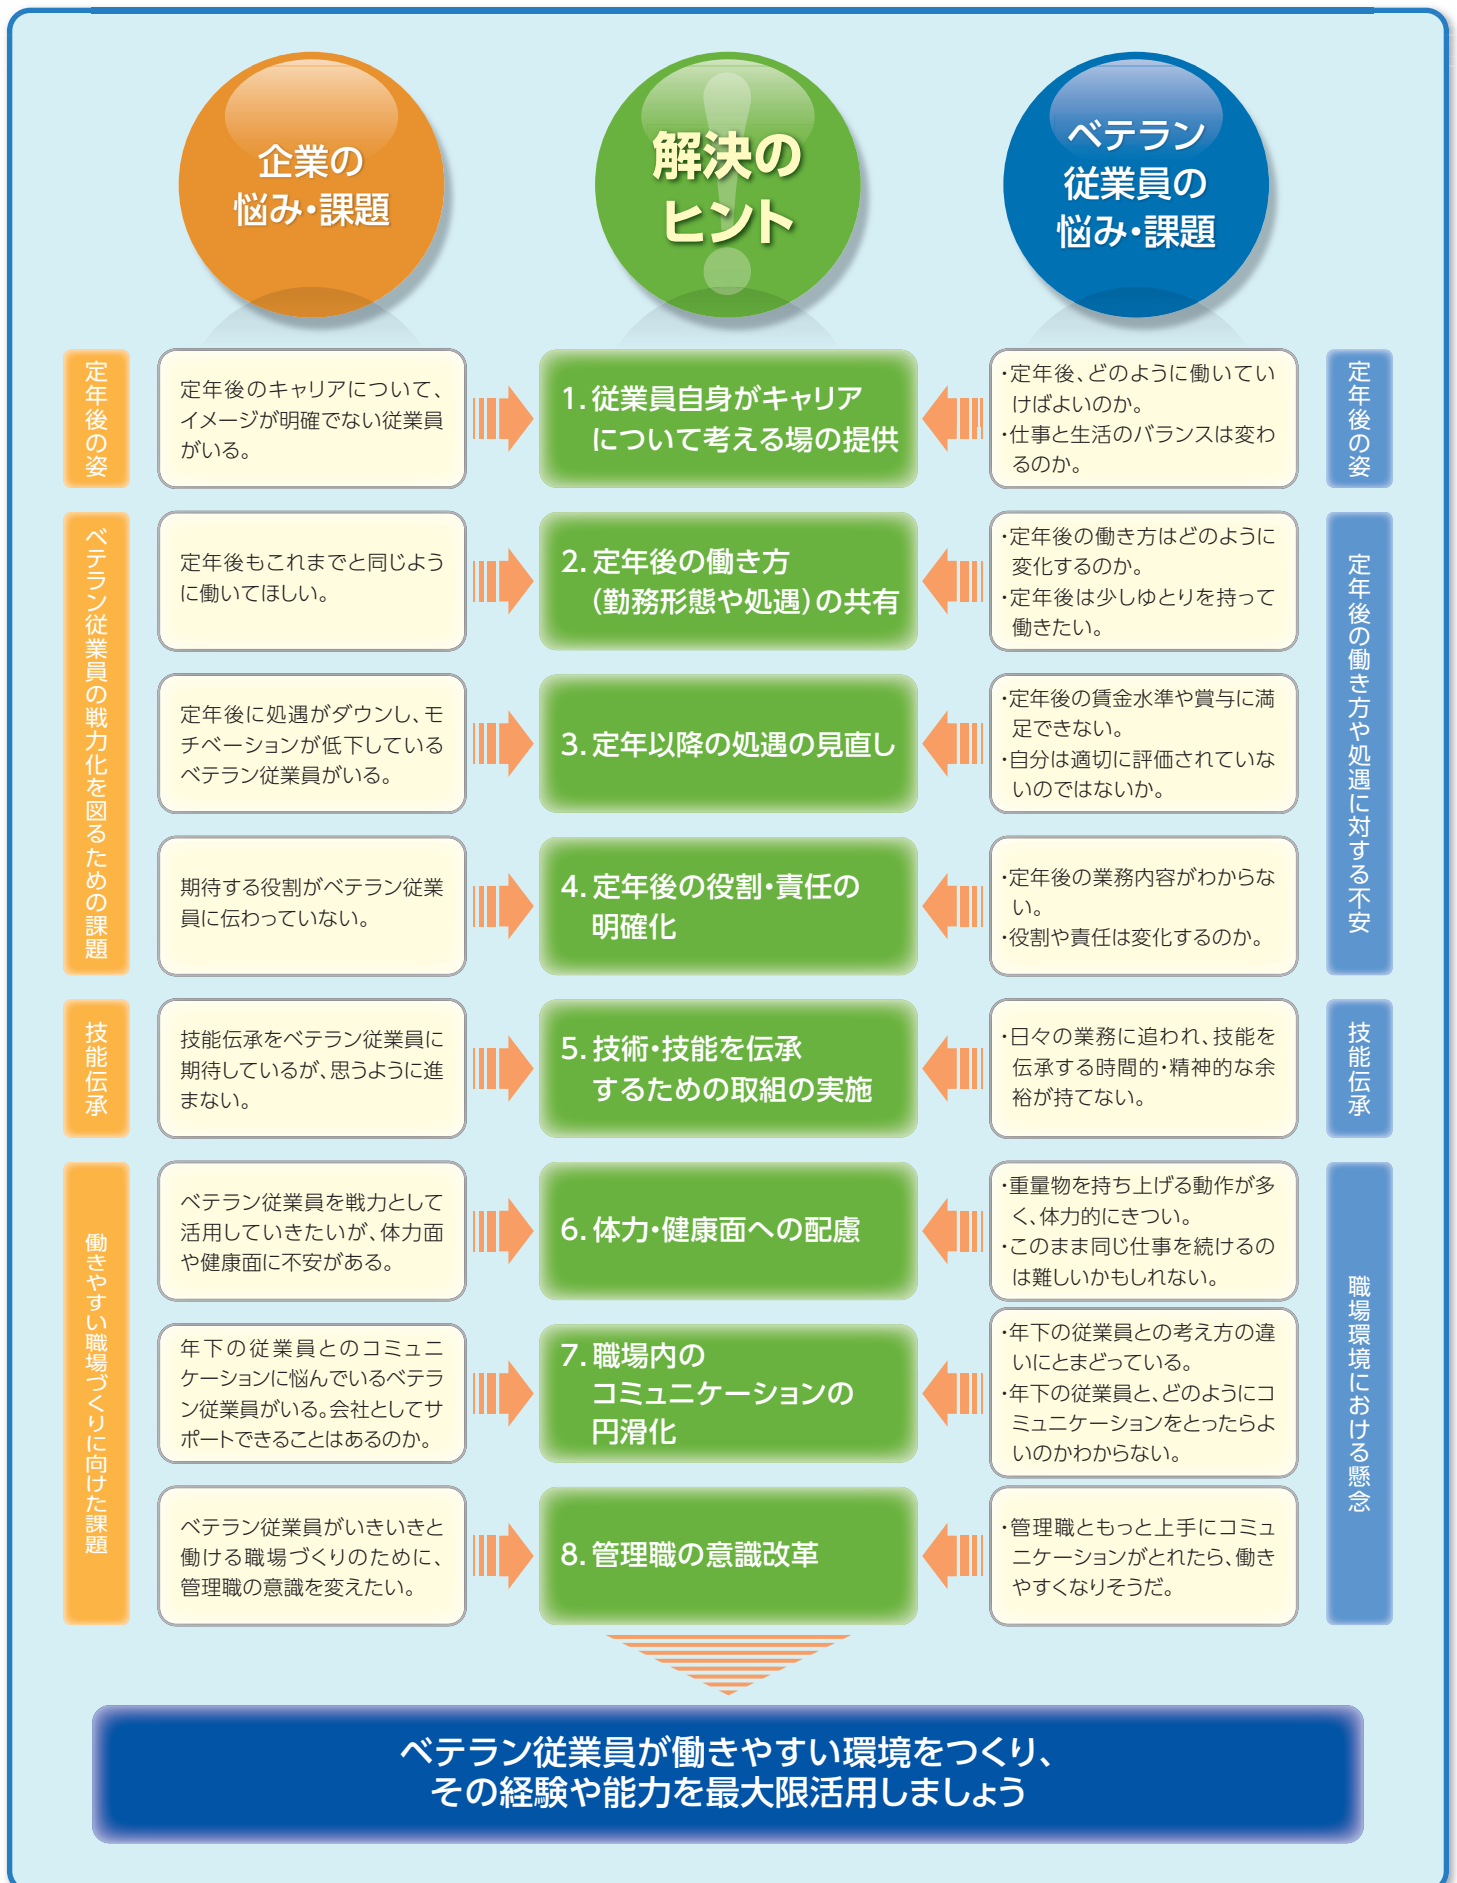 企業の
悩み・課題
解決の
ヒント
ベテラン
従業員の
悩み・課題
定年後の姿
定年後のキャリアについて、
イメージが明確でない従業員
がいる。
1. 従業員自身がキャリア
について考える場の提供
・定年後、どのように働いてい
けばよいのか。
・仕事と生活のバランスは変わ
るのか。
定年後の姿
ベテラン従業員の戦力化を図るための課題
定年後もこれまでと同じよう
に働いてほしい。
2. 定年後の働き方
（勤務形態や処遇）の共有
・定年後の働き方はどのように
変化するのか。
・定年後は少しゆとりを持って
働きたい。
定年後の働き方や処遇に対する不安
定年後に処遇がダウンし、モ
チベーションが低下している
ベテラン従業員がいる。
3. 定年以降の処遇の見直し
・定年後の賃金水準や賞与に満
足できない。
・自分は適切に評価されていな
いのではないか。
期待する役割がベテラン従業
員に伝わっていない。
4. 定年後の役割・責任の
明確化
・定年後の業務内容がわからな
い。
・役割や責任は変化するのか。
技能伝承
技能伝承をベテラン従業員に
期待しているが、思うように進
まない。
5. 技術・技能を伝承
するための取組の実施
・日々の業務に追われ、技能を
伝承する時間的・精神的な余
裕が持てない。
技能伝承
働きやすい職場づくりに向けた課題
ベテラン従業員を戦力として
活用していきたいが、体力面
や健康面に不安がある。
6. 体力・健康面への配慮
・重量物を持ち上げる動作が多
く、体力的にきつい。
・このまま同じ仕事を続けるの
は難しいかもしれない。
職場環境における懸念
年下の従業員とのコミュニ
ケーションに悩んでいるベテラ
ン従業員がいる。会社としてサ
ポートできることはあるのか。
7. 職場内の
コミュニケーションの
円滑化
・年下の従業員との考え方の違
いにとまどっている。
・年下の従業員と、どのようにコ
ミュニケーションをとったらよ
いのかわからない。
ベテラン従業員がいきいきと
働ける職場づくりのために、
管理職の意識を変えたい。
8. 管理職の意識改革
・管理職ともっと上手にコミュ
ニケーションがとれたら、働き
やすくなりそうだ。
ベテラン従業員が働きやすい環境をつくり、
その経験や能力を最大限活用しましょう